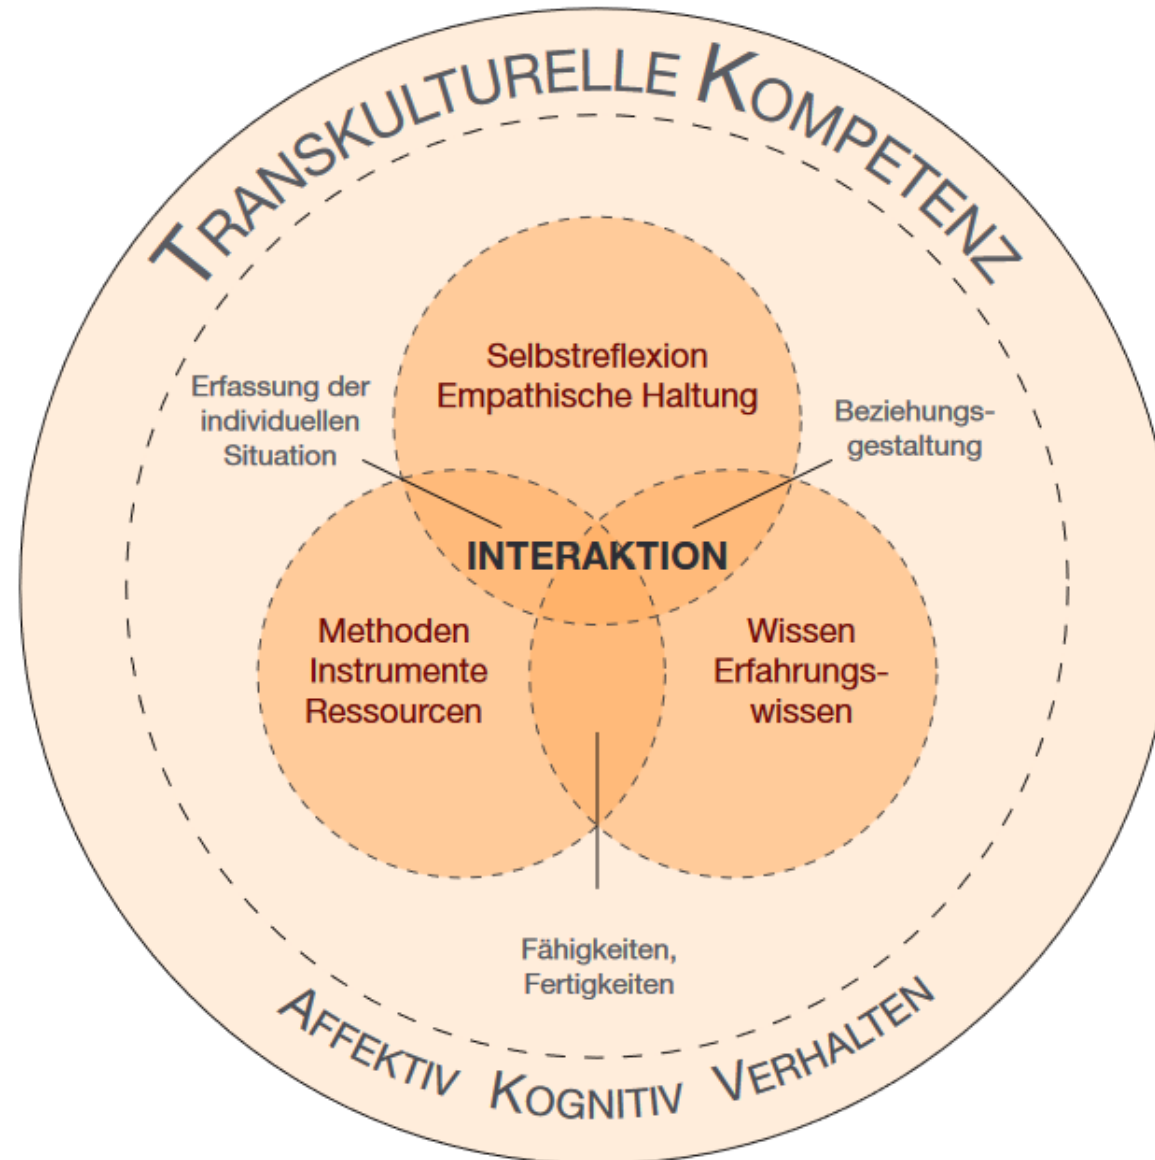 TRANSKULTURELLE KOMPETENZ
Selbstreflexion
Empathische Haltung
Erfassung der
individuellen
Situation
Beziehungs-
gestaltung
INTERAKTION
Methoden
Instrumente
Ressourcen
Wissen
Erfahrungs-
wissen
Fähigkeiten,
Fertigkeiten
AFFEKTIV KOGNITIV VERHALTEN